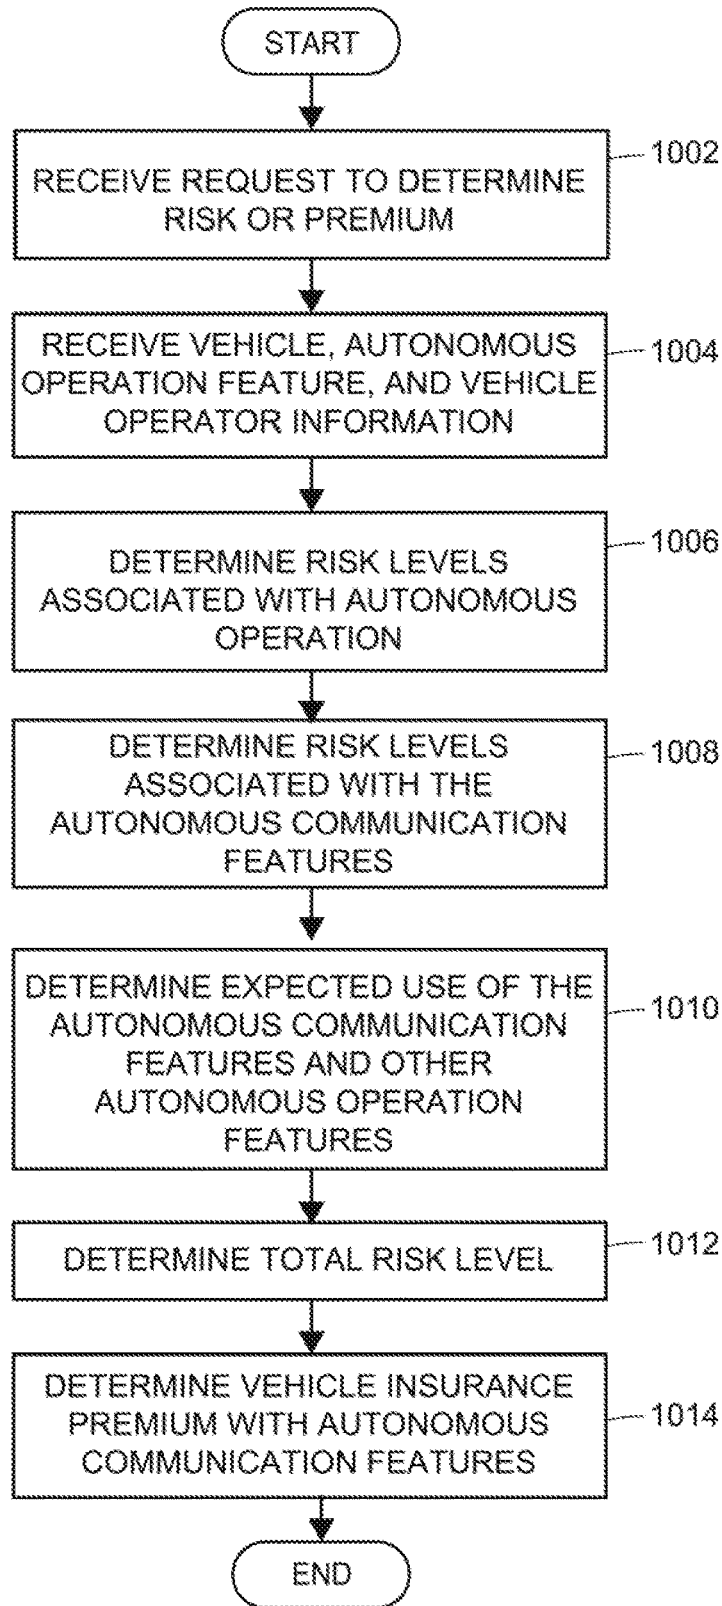 START
RECEIVE REQUEST TO DETERMINE
RISK OR PREMIUM
1002
RECEIVE VEHICLE, AUTONOMOUS
OPERATION FEATURE, AND VEHICLE
OPERATOR INFORMATION
1004
DETERMINE RISK LEVELS
ASSOCIATED WITH AUTONOMOUS
OPERATION
1006
DETERMINE RISK LEVELS
ASSOCIATED WITH THE
AUTONOMOUS COMMUNICATION
FEATURES
1008
DETERMINE EXPECTED USE OF THE
AUTONOMOUS COMMUNICATION
FEATURES AND OTHER
AUTONOMOUS OPERATION
FEATURES
1010
DETERMINE TOTAL RISK LEVEL
1012
DETERMINE VEHICLE INSURANCE
PREMIUM WITH AUTONOMOUS
COMMUNICATION FEATURES
1014
END